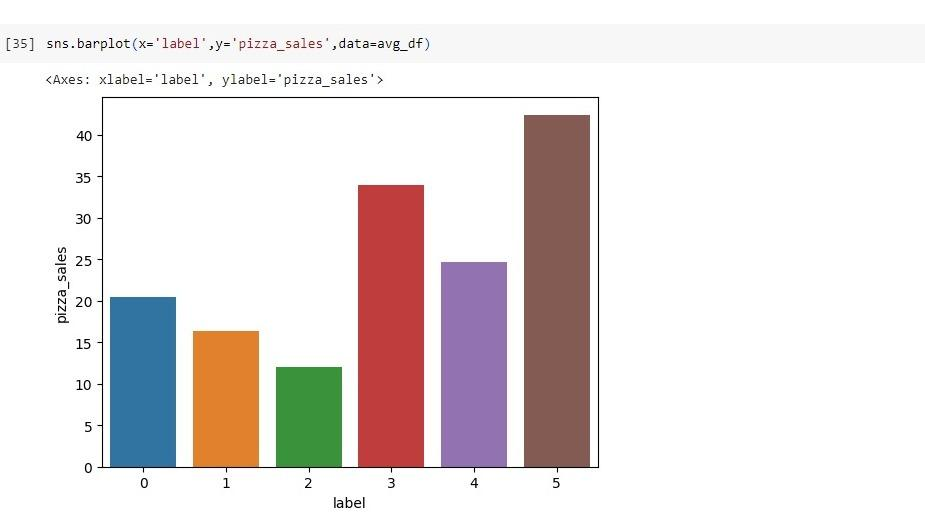 [35] sns.barplot(x='label',y='pizza_sales',data=avg_df)
<Axes: xlabel='label', ylabel='pizza_sales'>
40
35
30
25
20
15
10
5
0
pizza_sales
0 1 2 3 4 5
label